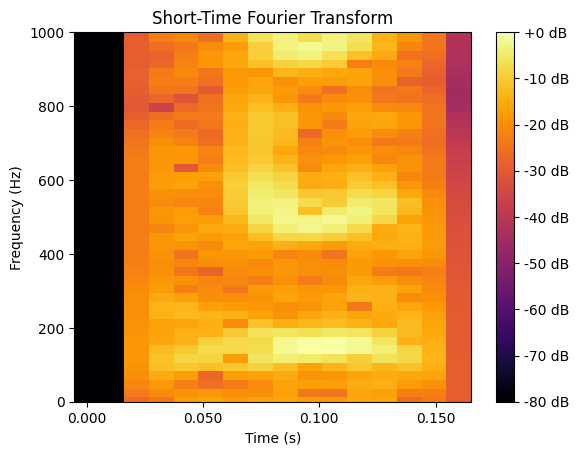 Short-Time Fourier Transform
1000
800
600
400
200
0
Frequency (Hz)
0.000
0.050
0.100
0.150
Time (s)
+0 dB
-10 dB
-20 dB
-30 dB
-40 dB
-50 dB
-60 dB
-70 dB
-80 dB